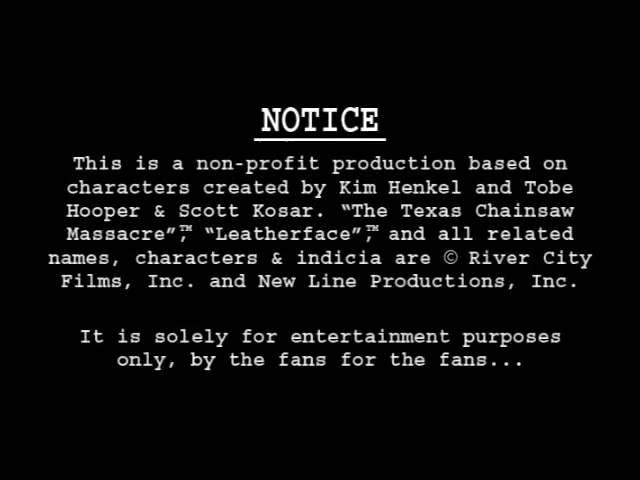 NOTICE
This is a non-profit production based on
characters created by Kim Henkel and Tobe
Hooper & Scott Kosar. “The Texas Chainsaw
Massacre”,™ “Leatherface”,™ and all related
names, characters & indicia are © River City
Films, Inc. and New Line Productions, Inc.
It is solely for entertainment purposes
only, by the fans for the fans...